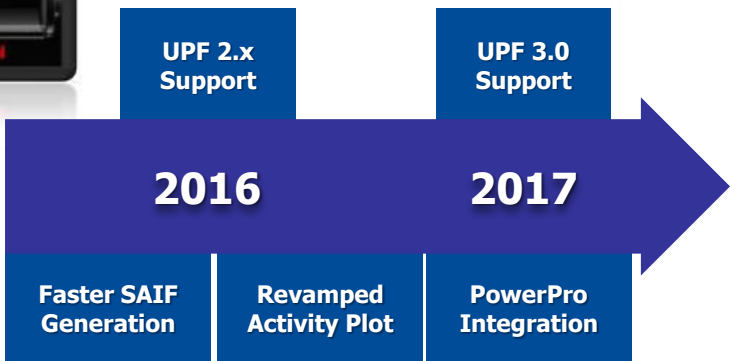 UPF 2.x
Support
UPF 3.0
Support
2016
2017
Faster SAIF
Generation
Revamped
Activity Plot
PowerPro
Integration